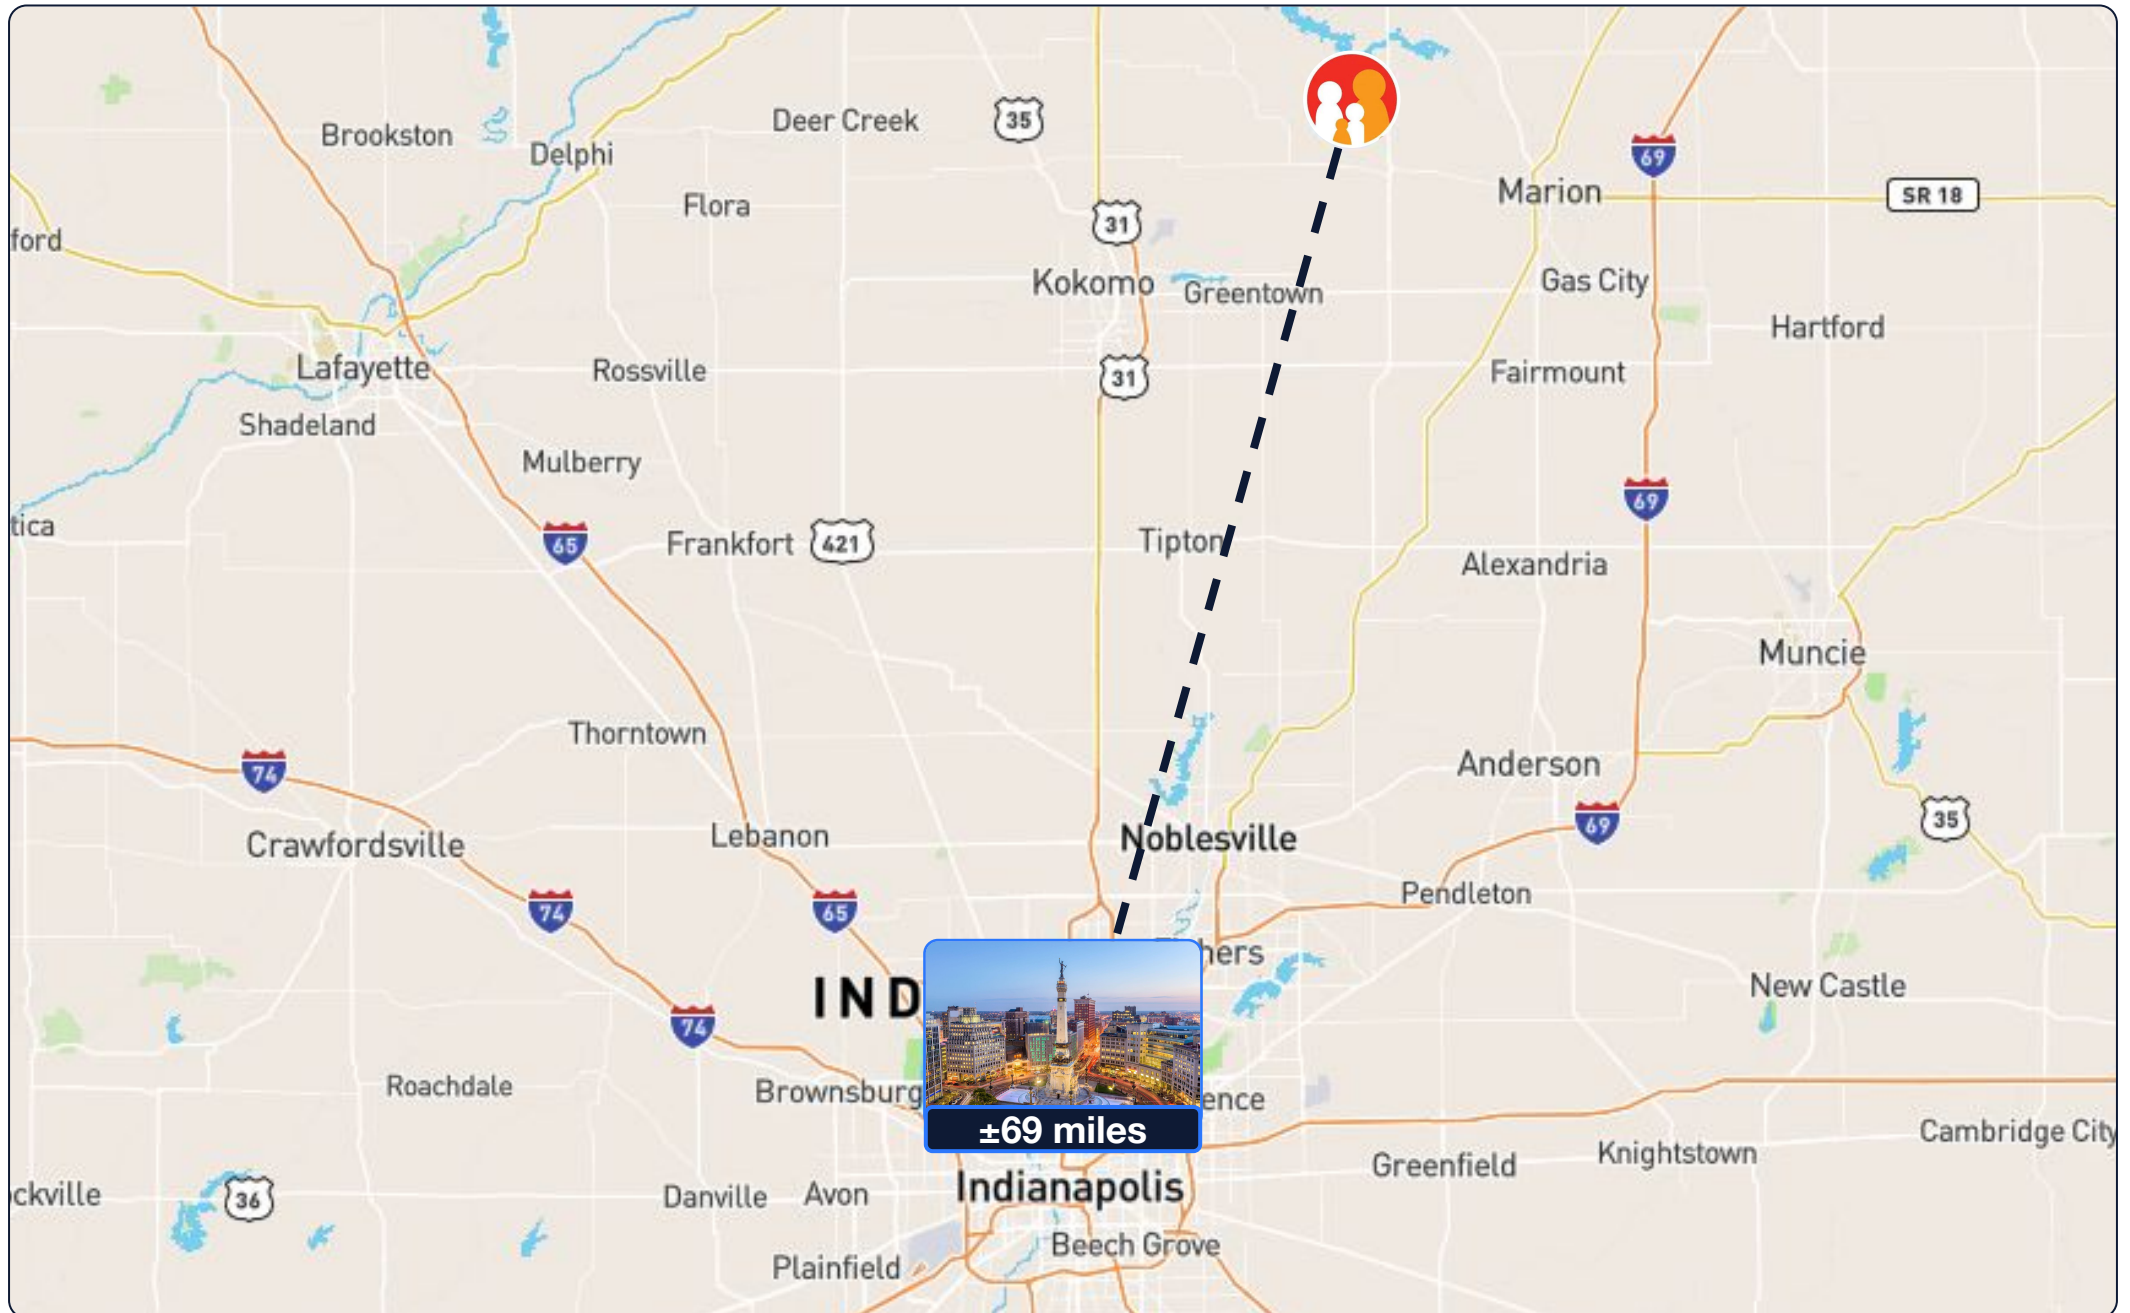 Deer Creek
35
Brookston
Delphi
69
Marion
SR 18
Flora
31
ford
Kokomo
Greentown
Gas City
Hartford
Lafayette
Rossville
31
Fairmount
Shadeland
Mulberry
69
tica
65
Frankfort
421
Tipton
Alexandria
Muncie
Thorntown
74
Anderson
Crawfordsville
Lebanon
Noblesville
69
35
74
65
Pendleton
hers
IND
New Castle
74
Roachdale
Brownsburg
ence
±69 miles
Cambridge City
Greenfield
Knightstown
ckville
36
Danville
Avon
Indianapolis
Beech Grove
Plainfield